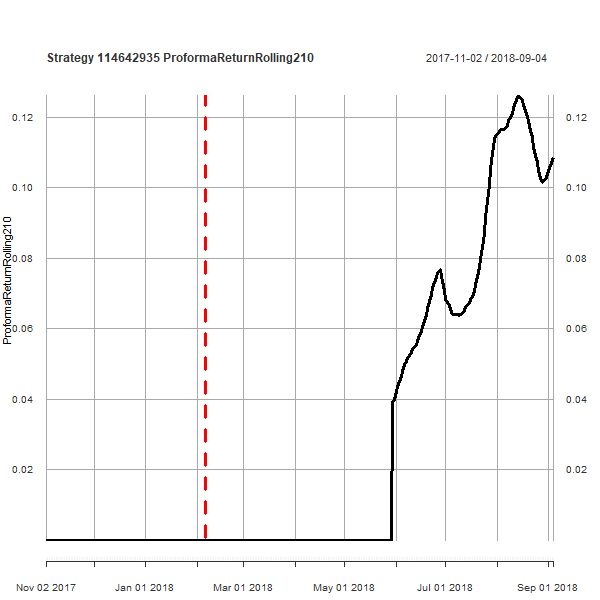 Strategy 114642935 ProformaReturnRolling210
2017-11-02 / 2018-09-04
ProformaReturnRolling210
0.12
0.10
0.08
0.06
0.04
0.02
0.12
0.10
0.08
0.06
0.04
0.02
Nov 02 2017
Jan 01 2018
Mar 01 2018
May 01 2018
Jul 01 2018
Sep 01 2018